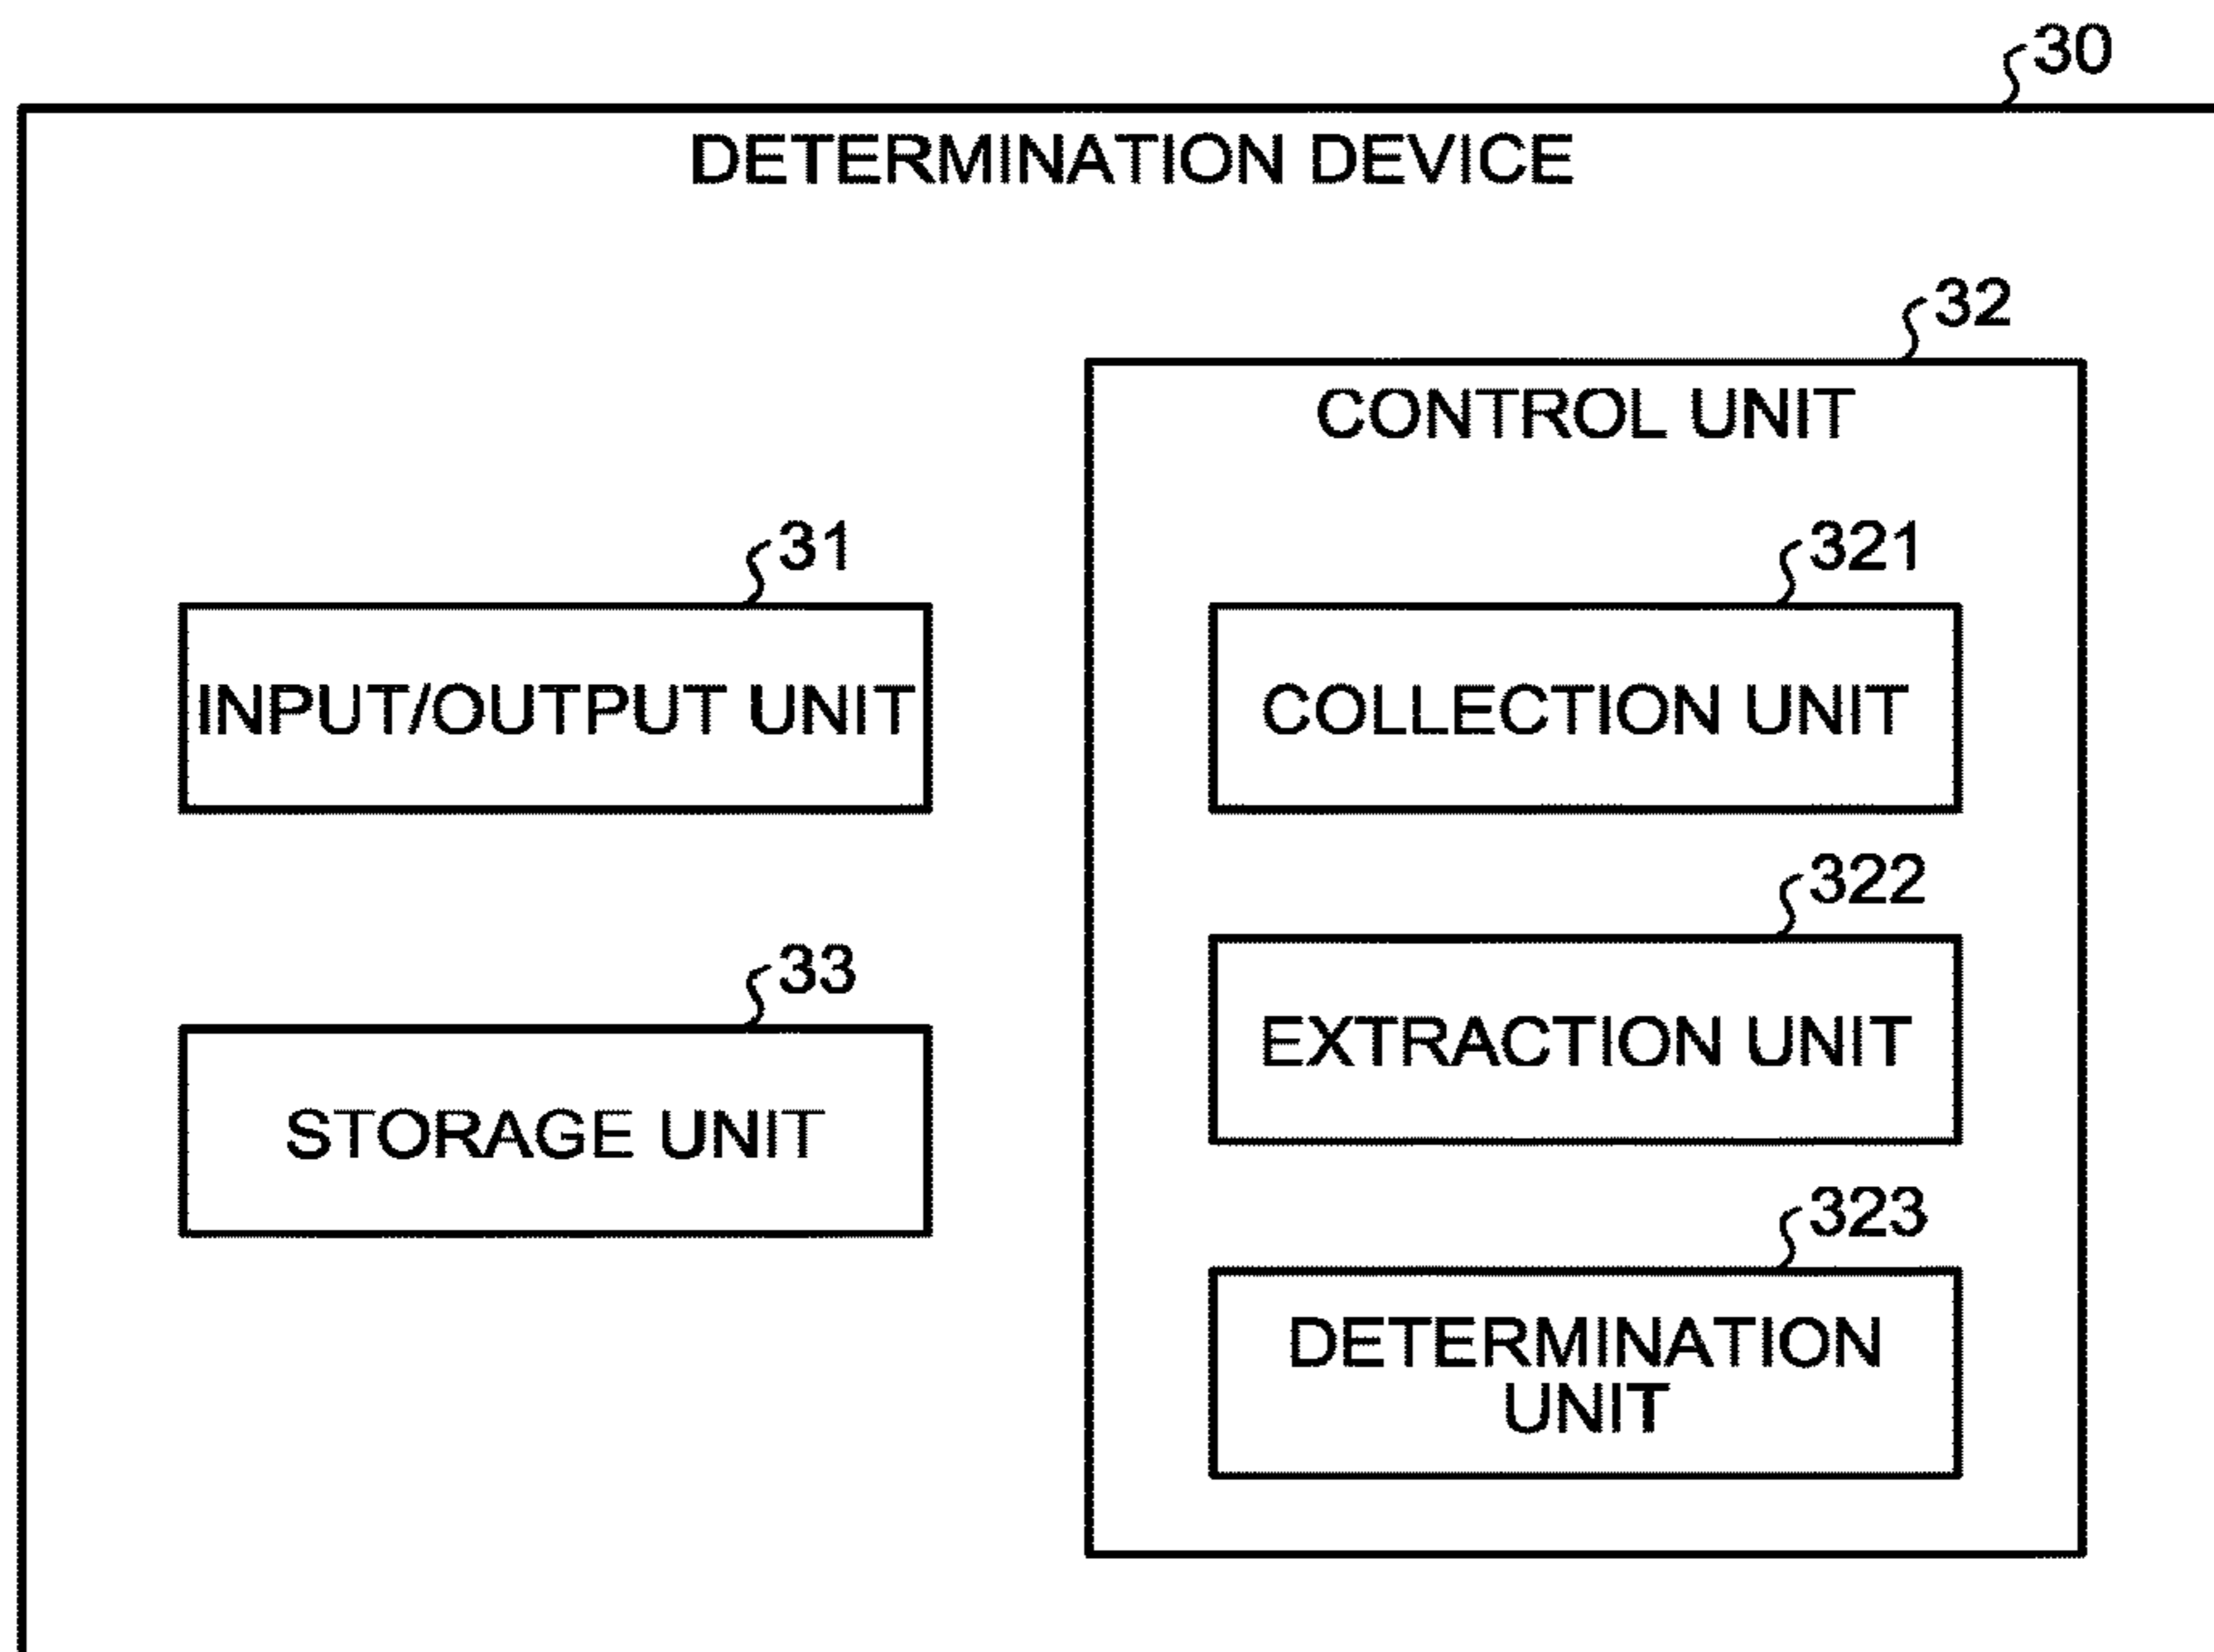 30
DETERMINATION DEVICE
32
CONTROL UNIT
31
INPUT/OUTPUT UNIT
33
STORAGE UNIT
321
COLLECTION UNIT
322
EXTRACTION UNIT
323
DETERMINATION
UNIT